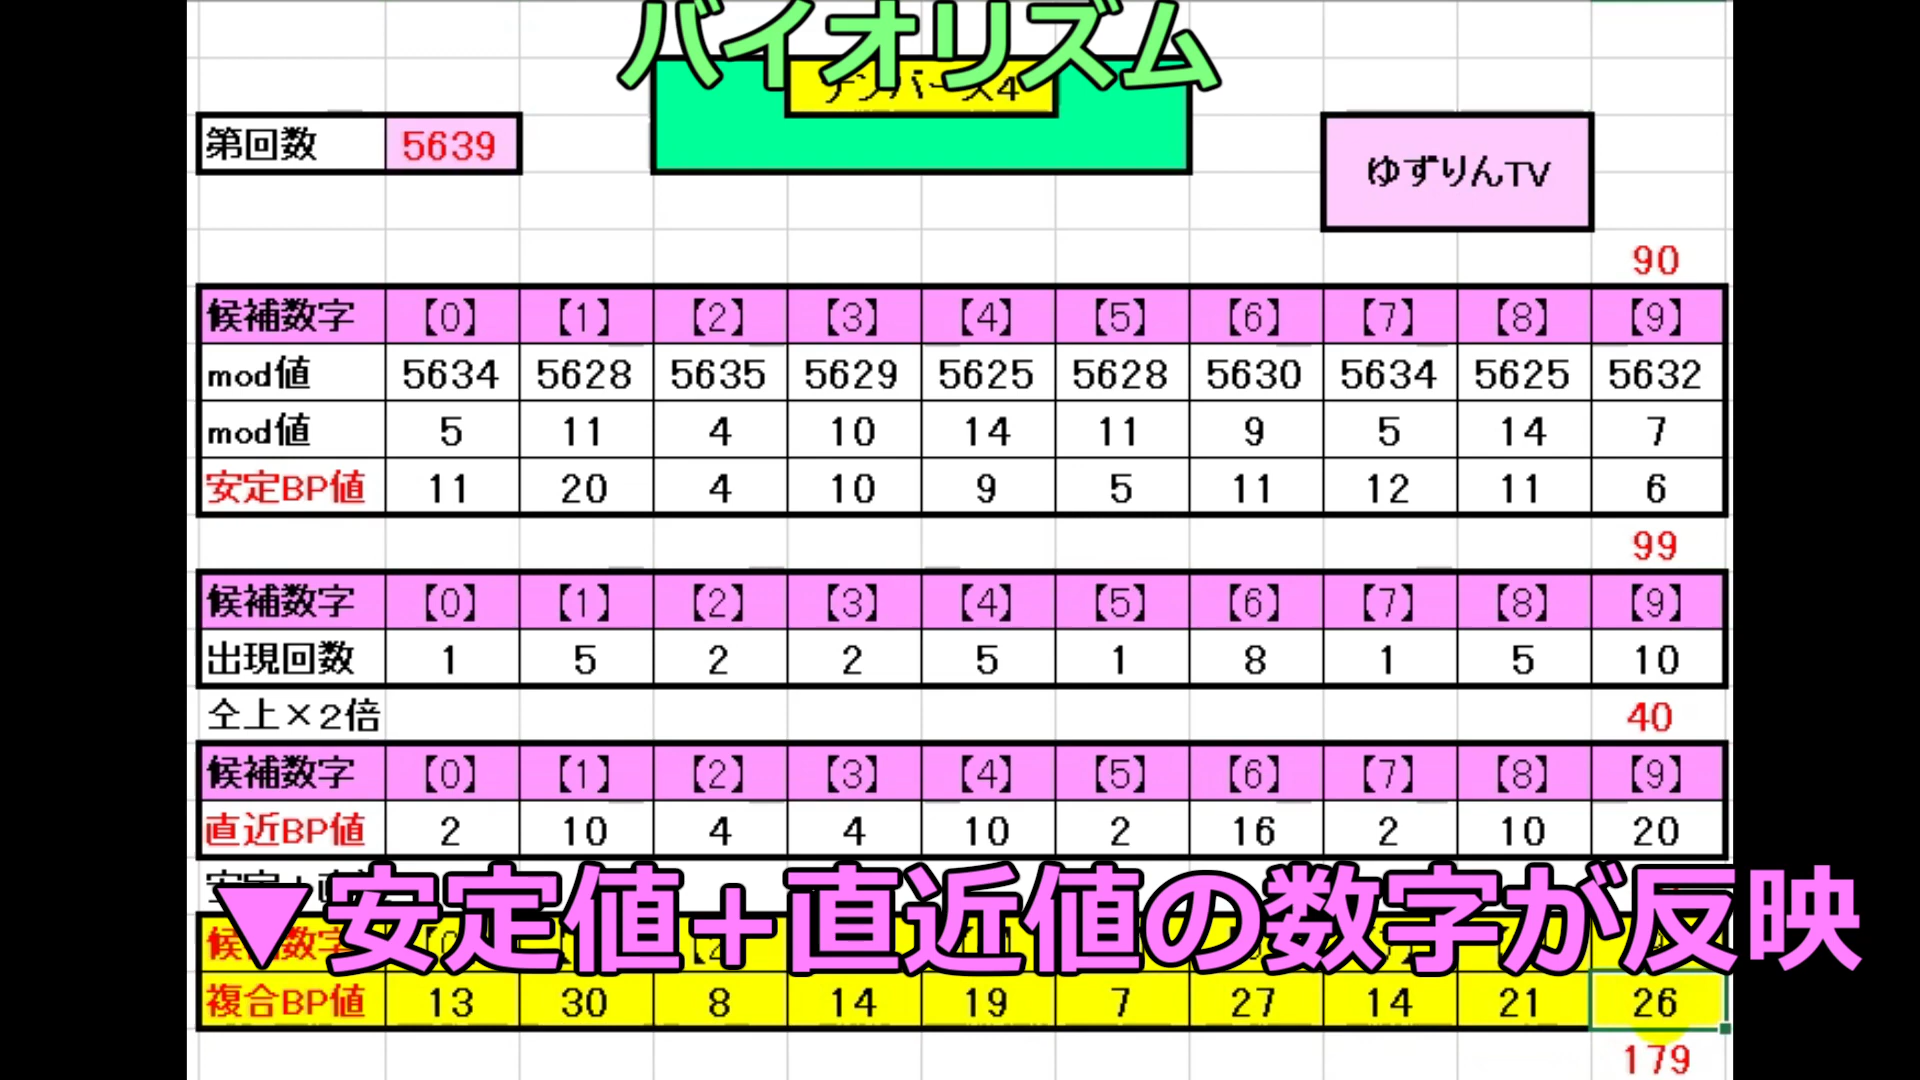 バイオリズム
ナンバーズ4
第回数 5639
ゆずりんTV
90
候補数字 【0】 【1】 【2】 【3】 【4】 【5】 【6】 【7】 【8】 【9】
mod値 5634 5628 5635 5629 5625 5628 5630 5634 5625 5632
mod値 5 11 4 10 14 11 9 5 14 7
安定BP値 11 20 4 10 9 5 11 12 11 6
99
候補数字 【0】 【1】 【2】 【3】 【4】 【5】 【6】 【7】 【8】 【9】
出現回数 1 5 2 2 5 1 8 1 5 10
仝上×2倍 40
候補数字 【0】 【1】 【2】 【3】 【4】 【5】 【6】 【7】 【8】 【9】
直近BP値 2 10 4 4 10 2 16 2 10 20
▼安定値+直近値の数字が反映
複合BP値 13 30 8 14 19 7 27 14 21 26
179